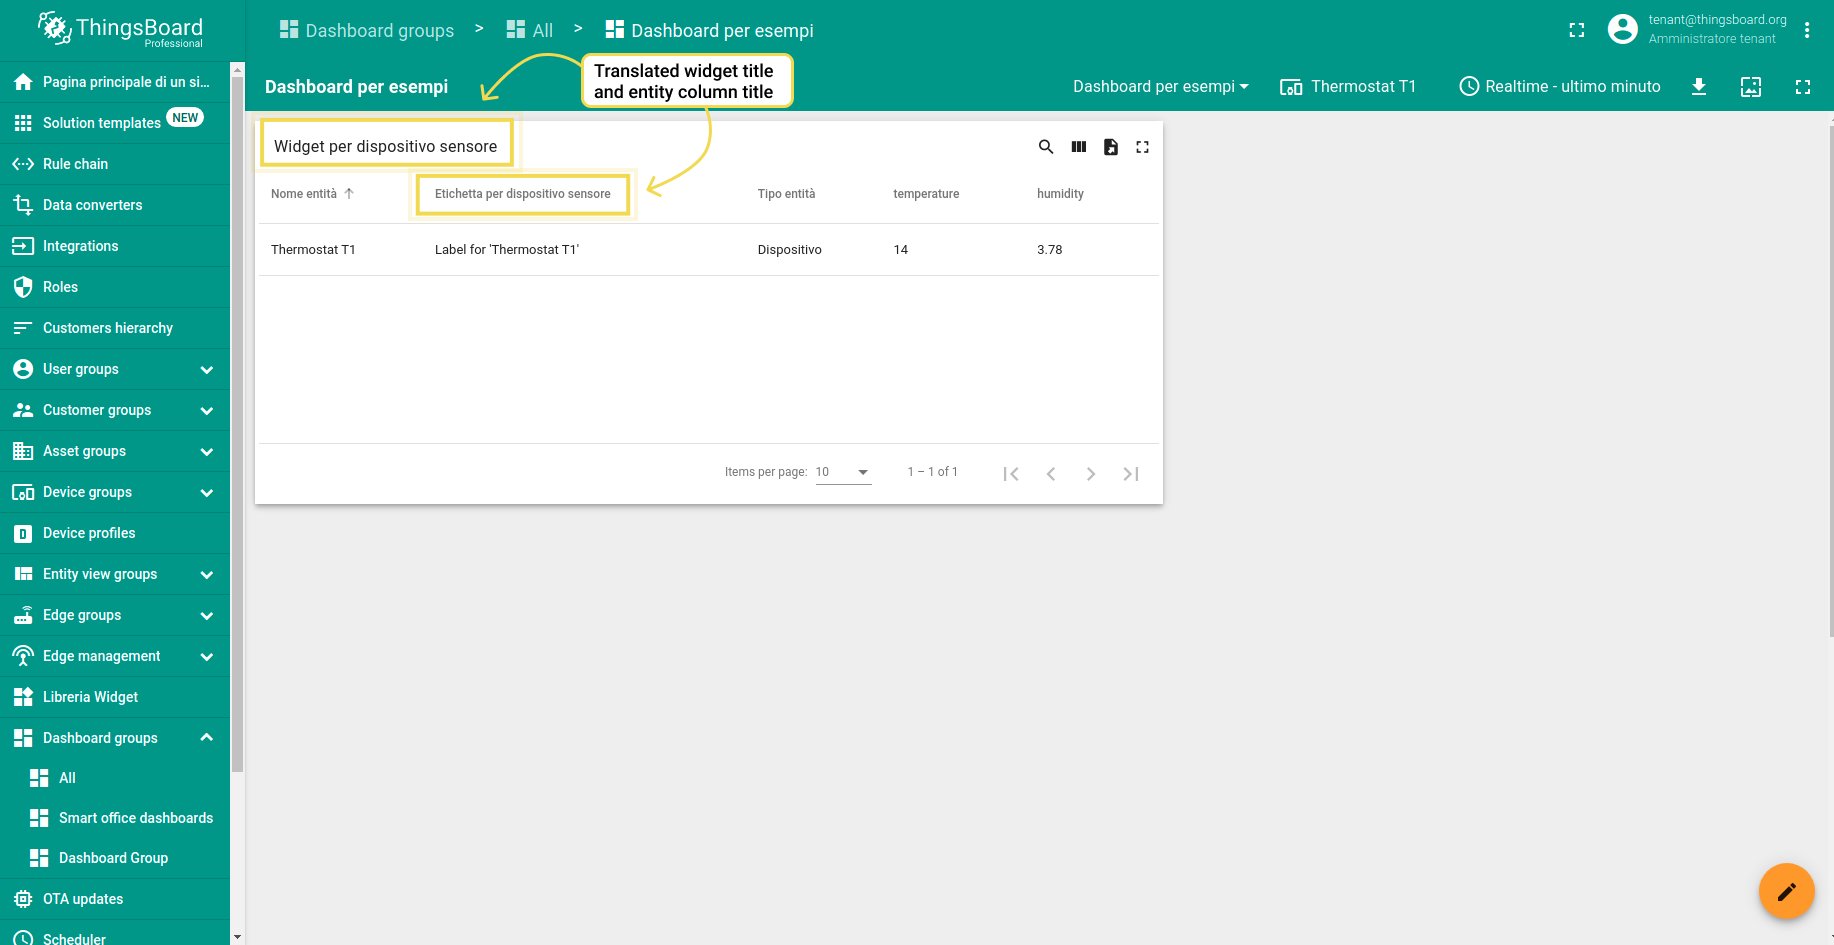 ThingsBoard
Professional
Dashboard groups > All > Dashboard per esempi
tenant@thingsboard.org
Amministratore tenant
Dashboard per esempi
Translated widget title
and entity column title
Dashboard per esempi
Thermostat T1
Realtime - ultimo minuto
Pagina principale di un si...
Solution templates NEW
Rule chain
Data converters
Integrations
Roles
Customers hierarchy
User groups
Customer groups
Asset groups
Device groups
Device profiles
Entity view groups
Edge groups
Edge management
Libreria Widget
Dashboard groups
All
Smart office dashboards
Dashboard Group
OTA updates
Scheduler
Widget per dispositivo sensore
Nome entità Etichetta per dispositivo sensore Tipo entità temperature humidity
Thermostat T1 Label for 'Thermostat T1' Dispositivo 14 3.78
Items per page: 10 1 – 1 of 1